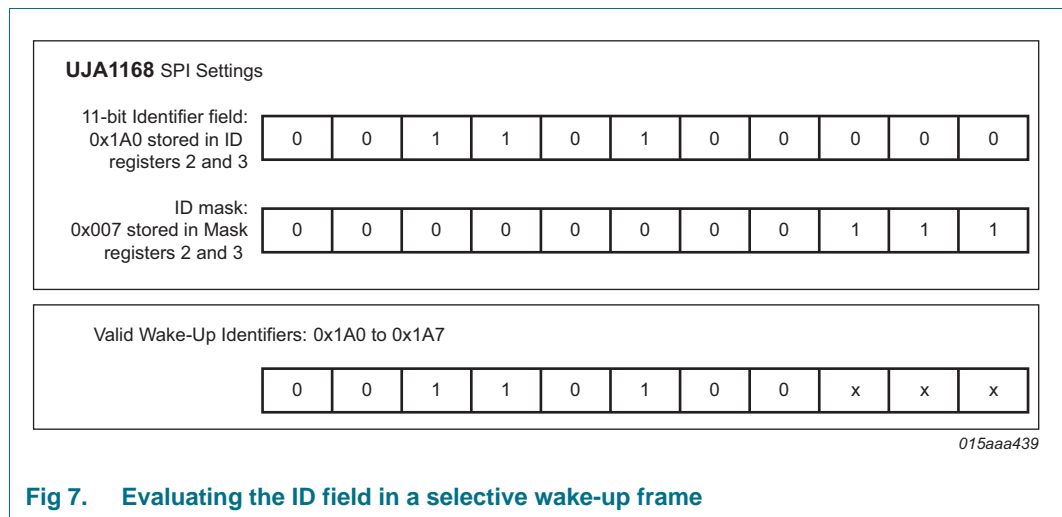 UJA1168 SPI Settings
11-bit Identifier field:
0x1A0 stored in ID
registers 2 and 3
0 0 1 1 0 1 0 0 0 0 0
ID mask:
0x007 stored in Mask
registers 2 and 3
0 0 0 0 0 0 0 0 1 1 1
Valid Wake-Up Identifiers: 0x1A0 to 0x1A7
0 0 1 1 0 1 0 0 x x x
015aaa439
Fig 7. Evaluating the ID field in a selective wake-up frame